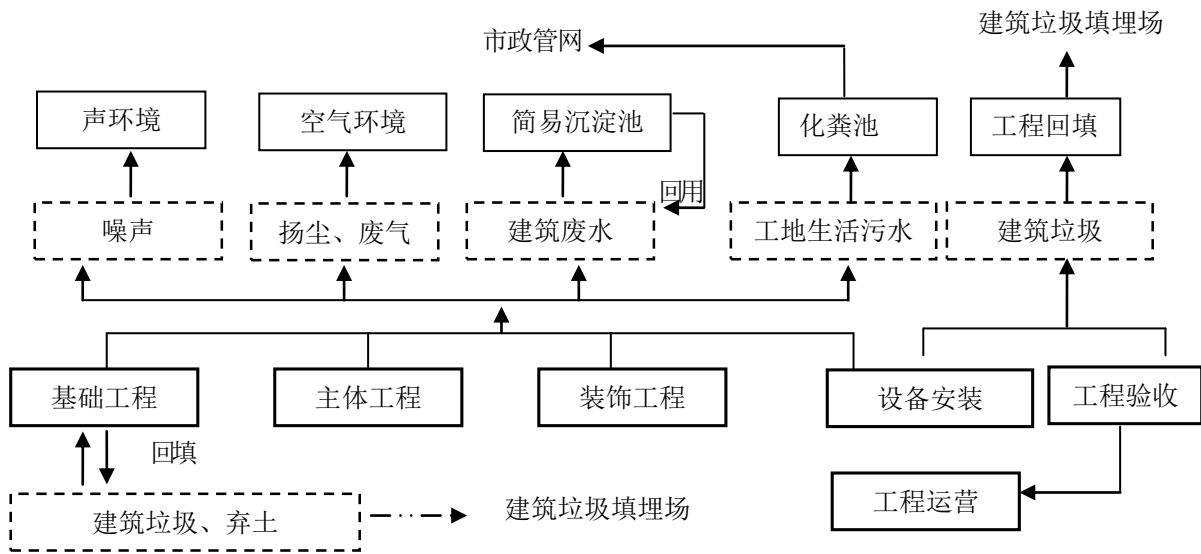 建筑垃圾填埋场
市政管网
声环境
空气环境
简易沉淀池
化粪池
工程回填
回用
噪声
扬尘、废气
建筑废水
工地生活污水
建筑垃圾
基础工程
主体工程
装饰工程
设备安装
工程验收
回填
建筑垃圾、弃土
建筑垃圾填埋场
工程运营